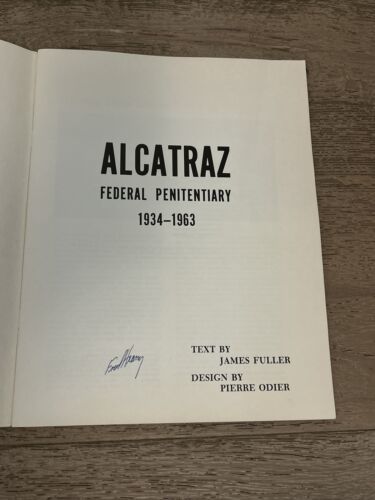 ALCATRAZ
FEDERAL PENITENTIARY
1934–1963
TEXT BY
JAMES FULLER
DESIGN BY
PIERRE ODIER